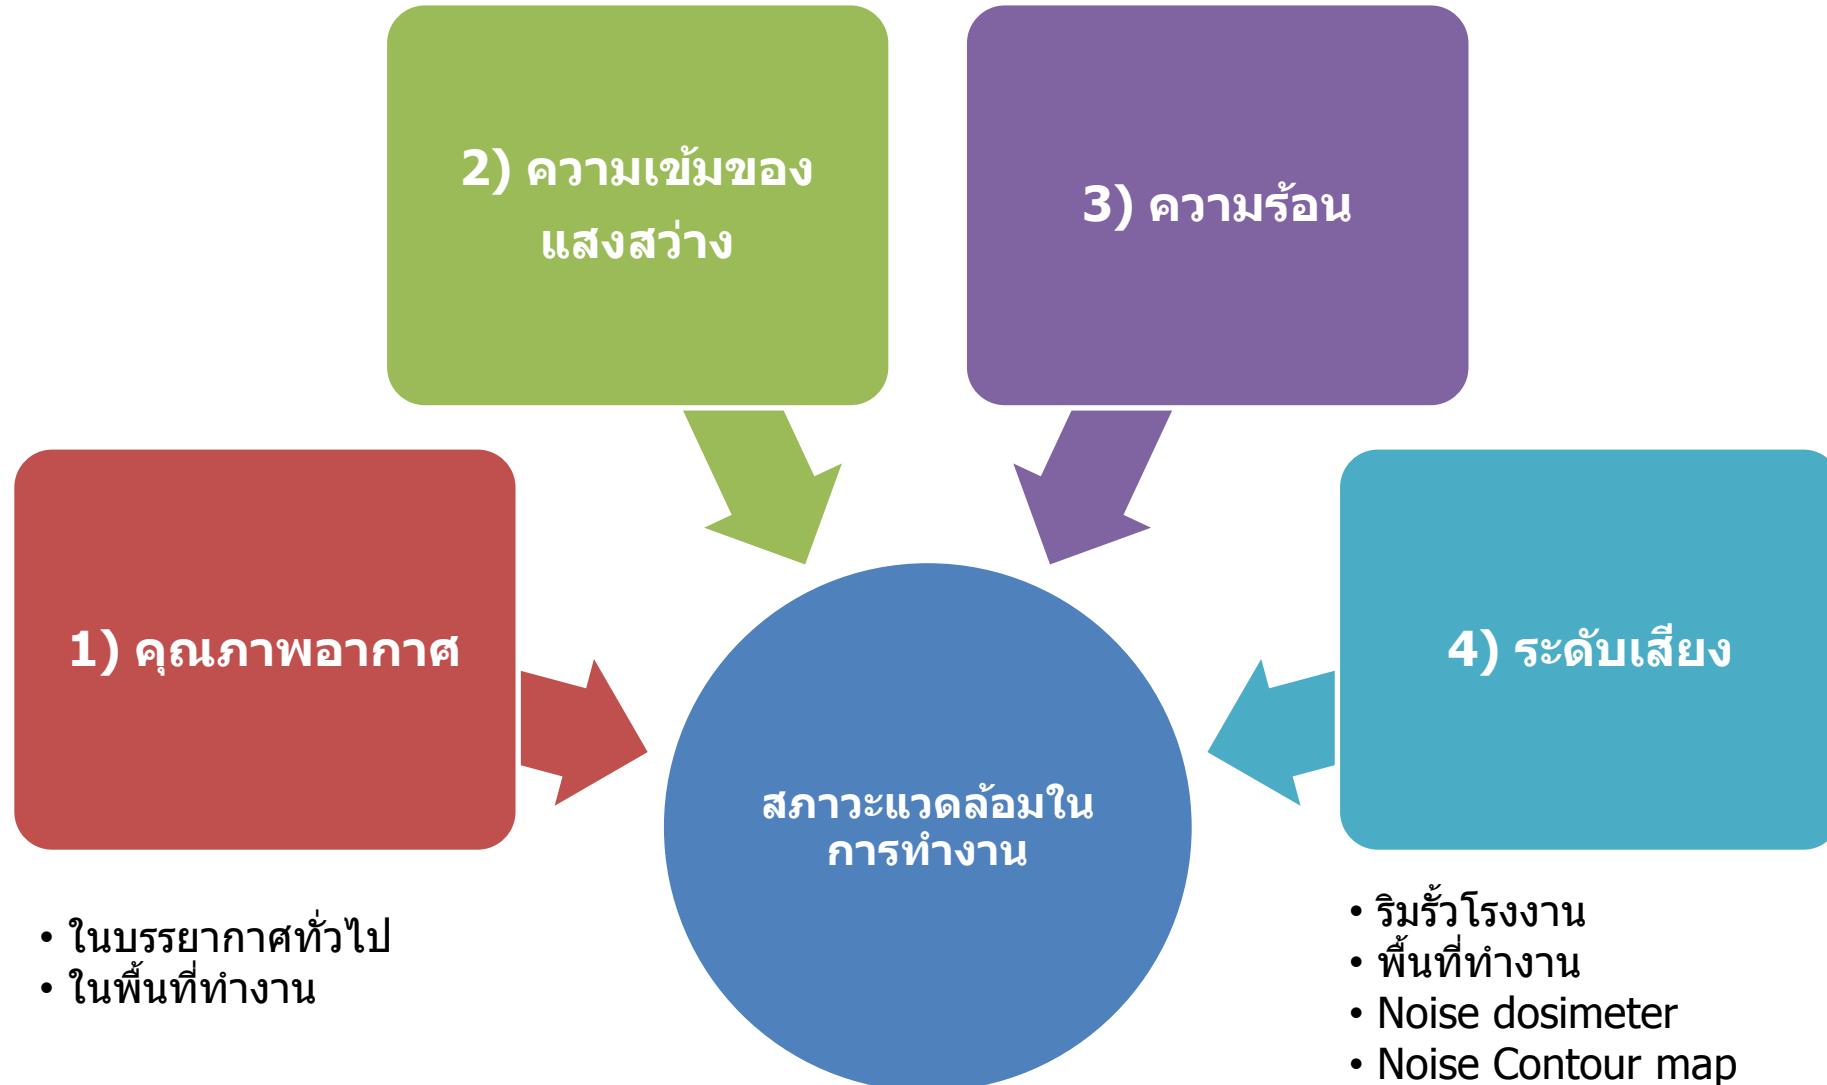 2) ความเข้มของ
แสงสว่าง
3) ความร้อน
1) คุณภาพอากาศ
4) ระดับเสียง
สภาวะแวดล้อมใน
การทำงาน
• ในบรรยากาศทั่วไป
• ในพื้นที่ทำงาน
• ริมรั้วโรงงาน
• พื้นที่ทำงาน
• Noise dosimeter
• Noise Contour map